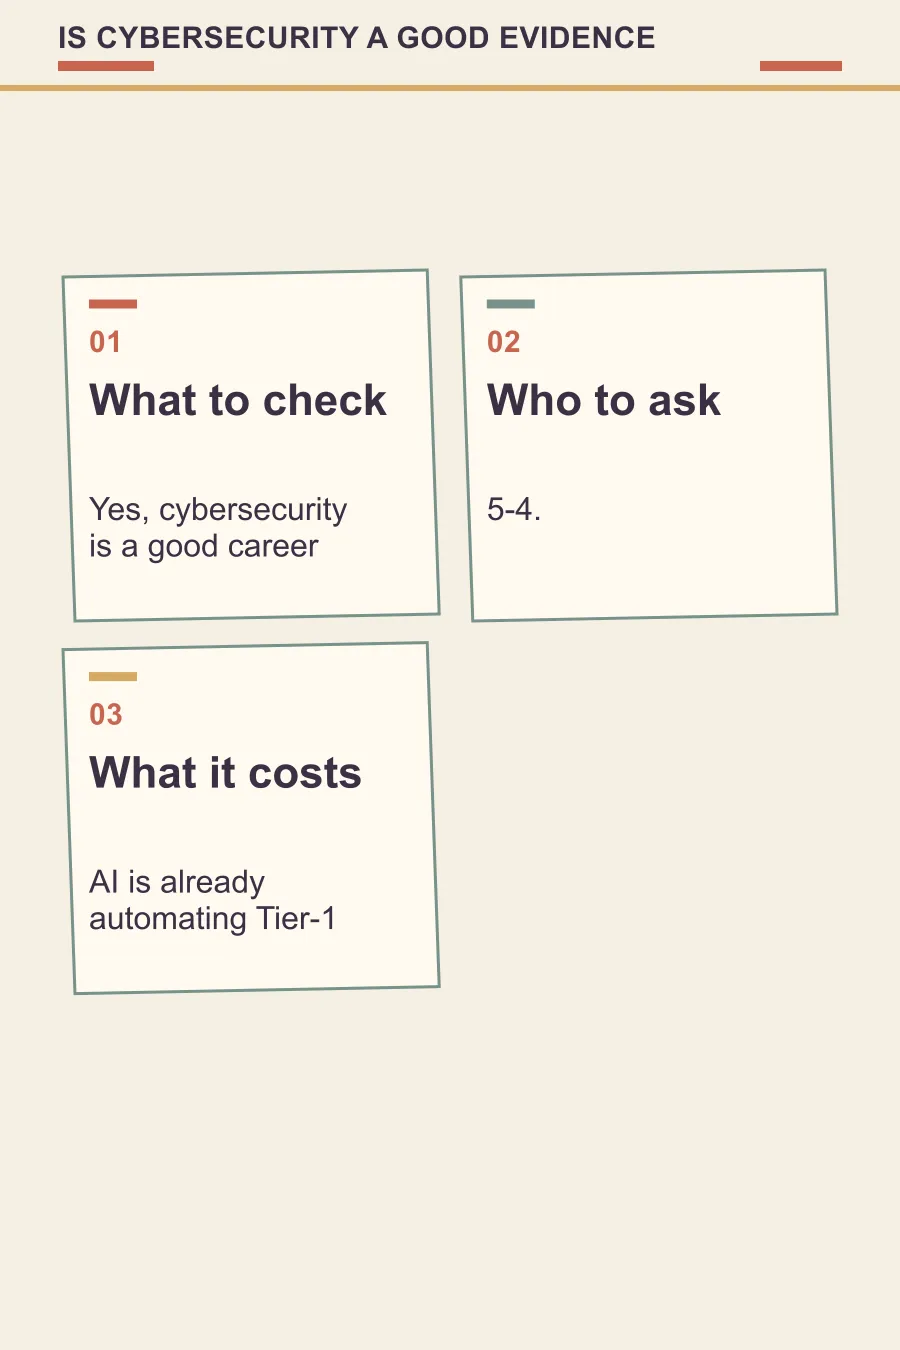 IS CYBERSECURITY A GOOD EVIDENCE
01
What to check
Yes, cybersecurity
is a good career
02
Who to ask
5-4.
03
What it costs
AI is already
automating Tier-1